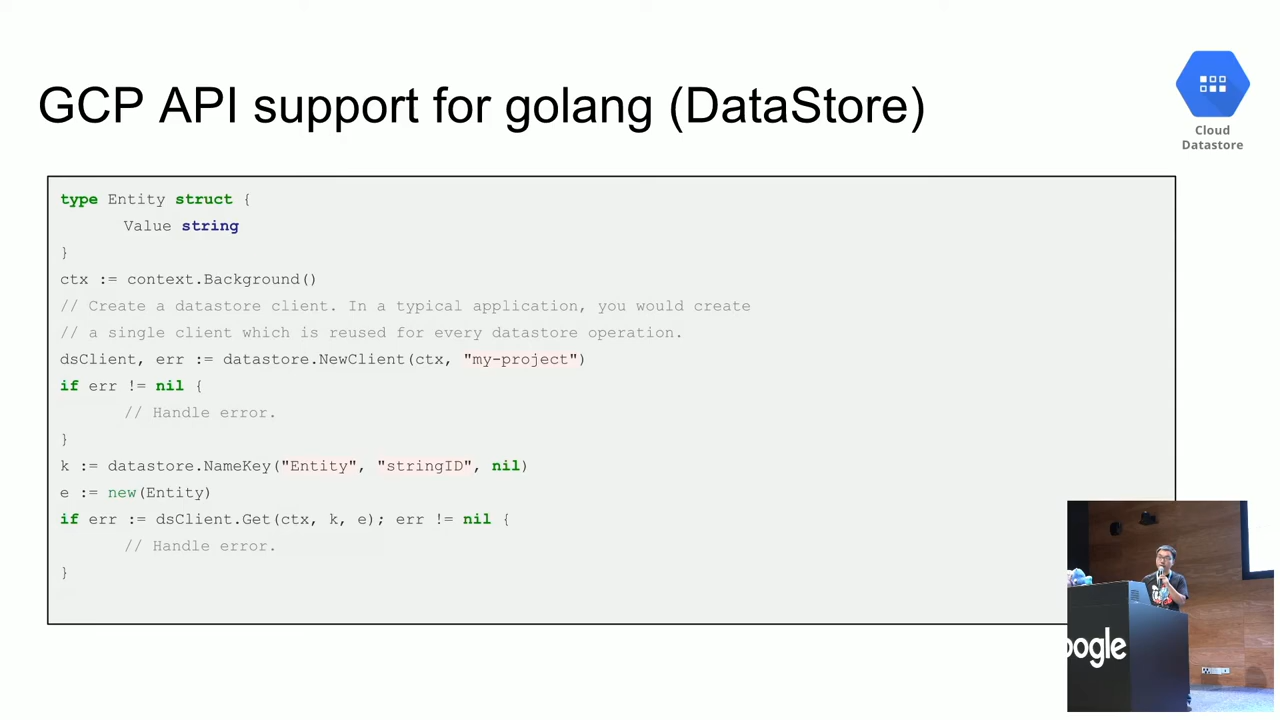 GCP API support for golang (DataStore)
Cloud
Datastore
type Entity struct {
Value string
}
ctx := context.Background()
// Create a datastore client. In a typical application, you would create
// a single client which is reused for every datastore operation.
dsClient, err := datastore.NewClient(ctx, "my-project")
if err != nil {
// Handle error.
}
k := datastore.NameKey("Entity", "stringID", nil)
e := new(Entity)
if err := dsClient.Get(ctx, k, e); err != nil {
// Handle error.
}
oogle